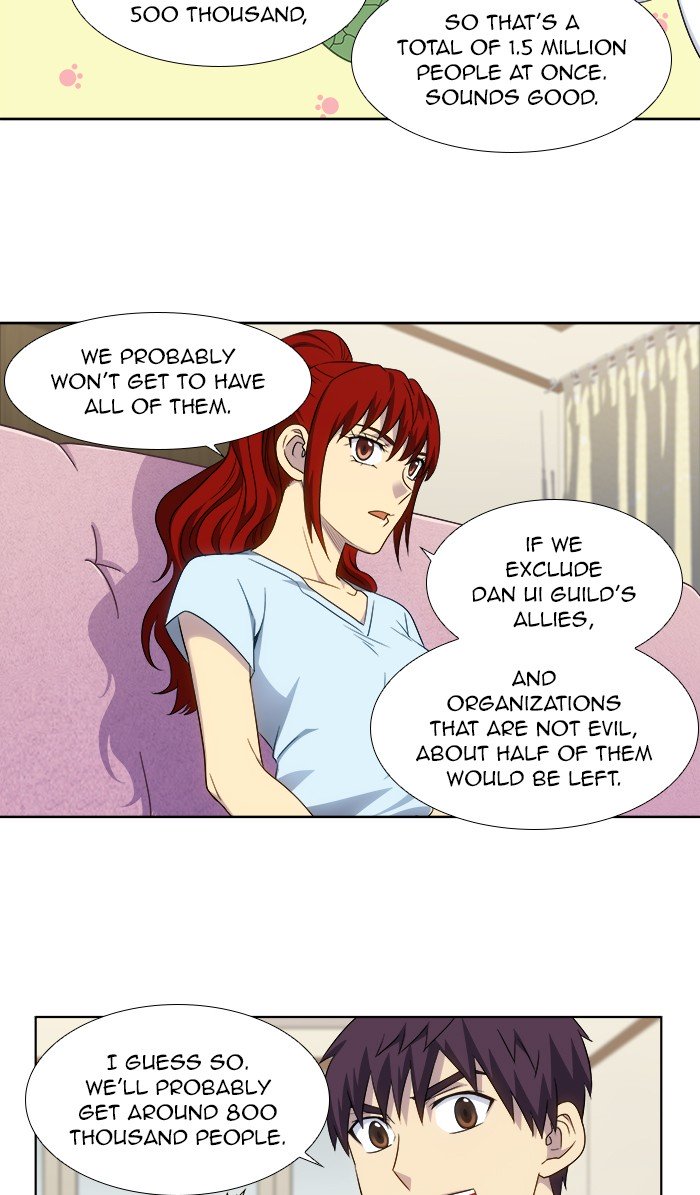 500 THOUSAND,
SO THAT'S A
TOTAL OF 1.5 MILLION
PEOPLE AT ONCE.
SOUNDS GOOD.
WE PROBABLY
WON'T GET TO HAVE
ALL OF THEM.
IF WE
EXCLUDE
DAN UI GUILD'S
ALLIES,
AND
ORGANIZATIONS
THAT ARE NOT EVIL,
ABOUT HALF OF THEM
WOULD BE LEFT.
I GUESS SO.
WE'LL PROBABLY
GET AROUND 800
THOUSAND PEOPLE.